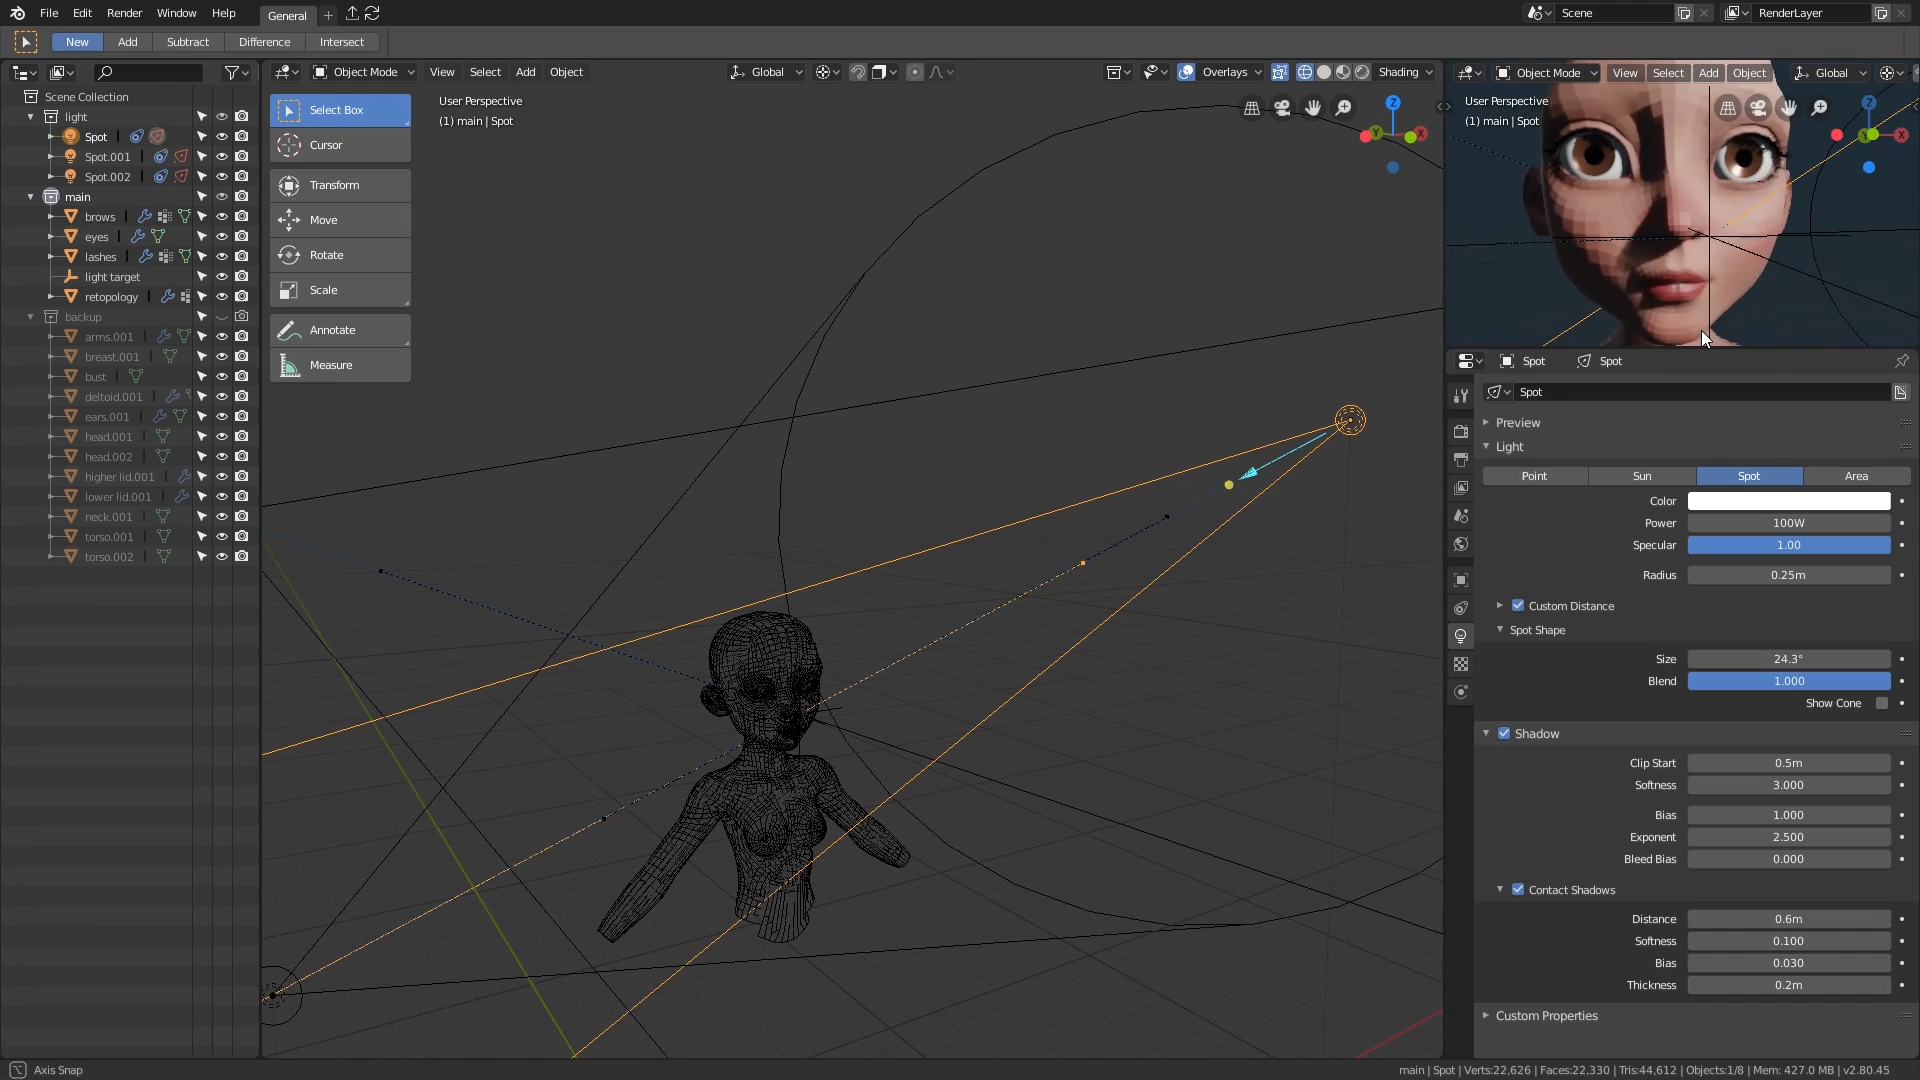 File Edit Render Window Help General + Scene RenderLayer
New Add Subtract Difference Intersect
Object Mode View Select Add Object Global Overlays Shading
Object Mode View Select Add Object Global
Scene Collection
light
Spot
Spot.001
Spot.002
main
brows
eyes
lashes
light target
retopology
backup
arms.001
breast.001
bust
deltoid.001
ears.001
head.001
head.002
higher lid.001
lower lid.001
neck.001
torso.001
torso.002
Select Box
Cursor
Transform
Move
Rotate
Scale
Annotate
Measure
User Perspective
(1) main | Spot
Z
Y
X
User Perspective
(1) main | Spot
Z
Y
X
Spot Spot
Spot
Preview
Light
Point Sun Spot Area
Color
Power 100W
Specular 1.00
Radius 0.25m
Custom Distance
Spot Shape
Size 24.3°
Blend 1.000
Show Cone
Shadow
Clip Start 0.5m
Softness 3.000
Bias 1.000
Exponent 2.500
Bleed Bias 0.000
Contact Shadows
Distance 0.6m
Softness 0.100
Bias 0.030
Thickness 0.2m
Custom Properties
Axis Snap
main | Spot | Verts:22,626 | Faces:22,330 | Tris:44,612 | Objects:1/8 | Mem: 427.0 MB | v2.80.45